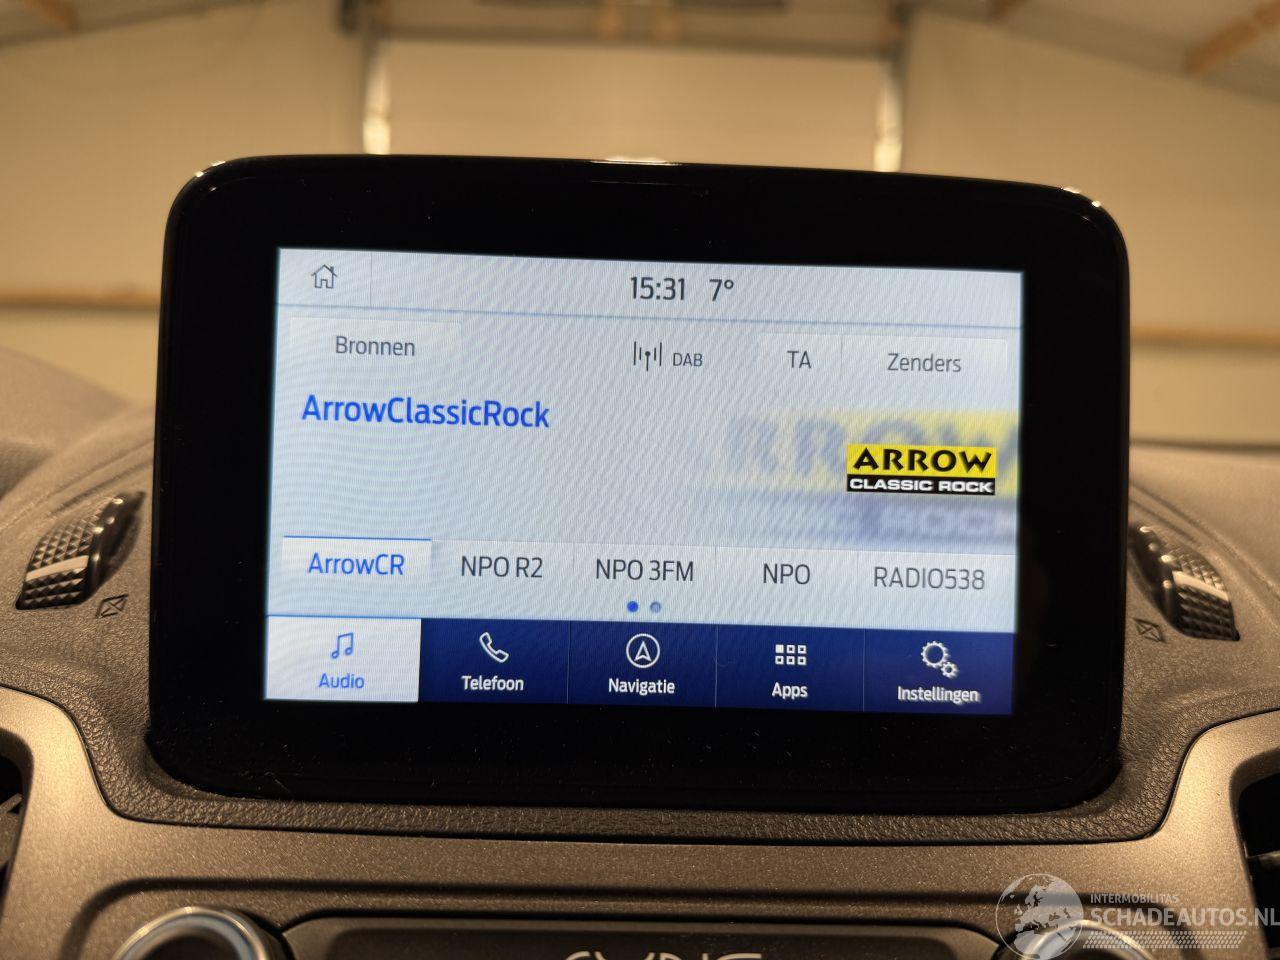 15:31 7°
Bronnen
DAB
TA
Zenders
ArrowClassicRock
ARROW
CLASSIC ROCK
ArrowCR
NPO R2
NPO 3FM
NPO
RADIO538
Audio
Telefoon
Navigatie
Apps
Instellingen
SYNC
INTERMOBILITAS
SCHADEAUTOS.NL